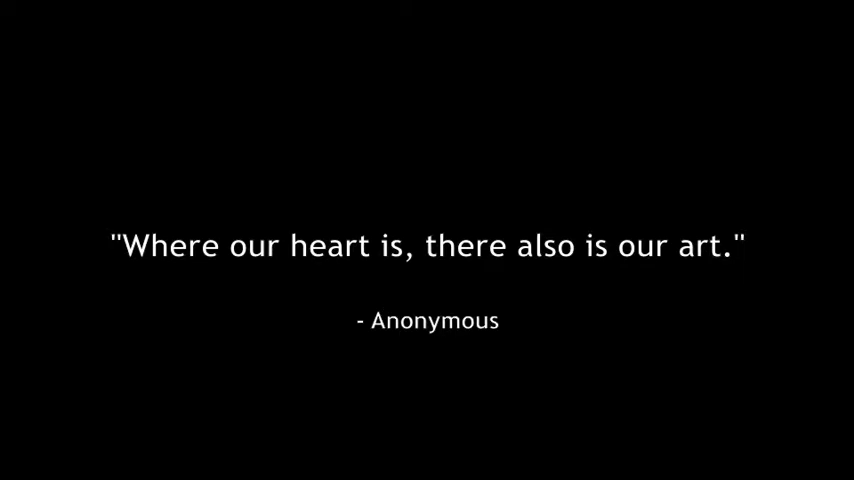 "Where our heart is, there also is our art."
- Anonymous